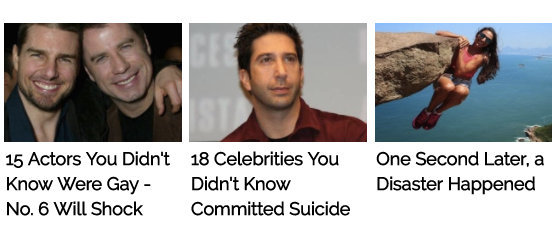 15 Actors You Didn't
Know Were Gay -
No. 6 Will Shock
18 Celebrities You
Didn't Know
Committed Suicide
One Second Later, a
Disaster Happened